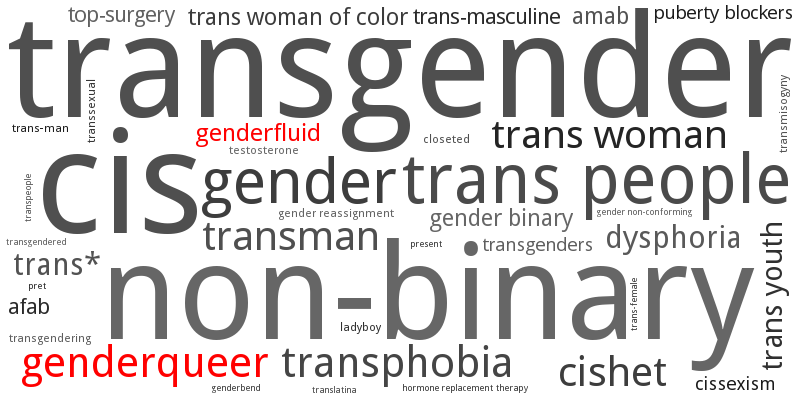 top-surgery
trans woman of color
trans-masculine
amab
puberty blockers
transgender
transsexual
transmisogyny
trans-man
genderfluid
closeted
trans woman
testosterone
cis
gender
trans people
transpeople
gender reassignment
gender binary
gender non-conforming
transman
transgendered
present
transgenders
dysphoria
trans*
non-binary
trans youth
pret
afab
trans-female
ladyboy
transgendering
genderqueer
transphobia
cishet
cissexism
genderbend
translatina
hormone replacement therapy